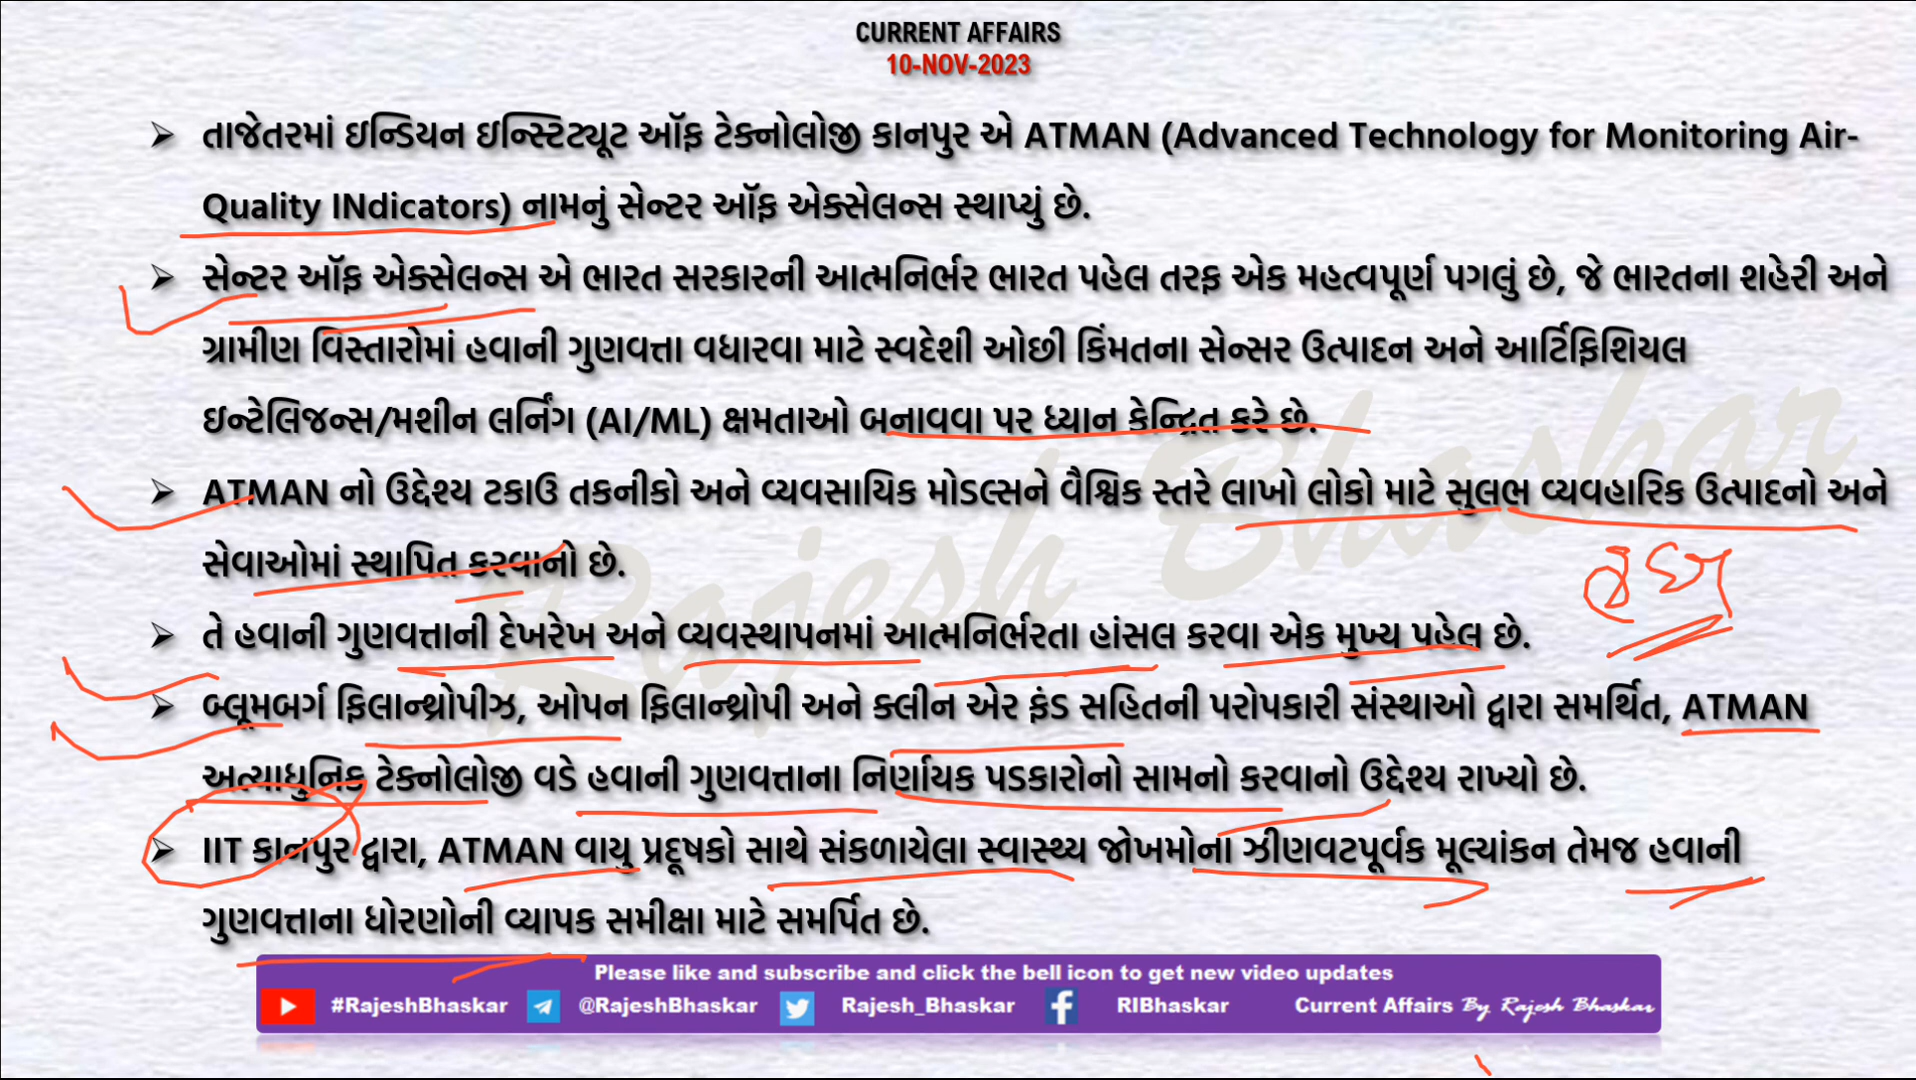 CURRENT AFFAIRS
10-NOV-2023
➢ તાજેતરમાં ઇન્ડિયન ઇન્સ્ટિટ્યૂટ ઑફ ટેક્નોલોજી કાનપુર એ ATMAN (Advanced Technology for Monitoring Air-
Quality INdicators) નામનું સેન્ટર ઑફ એક્સેલન્સ સ્થાપ્યું છે.
➢ સેન્ટર ઑફ એક્સેલન્સ એ ભારત સરકારની આત્મનિર્ભર ભારત પહેલ તરફ એક મહત્વપૂર્ણ પગલું છે, જે ભારતના શહેરી અને
ગ્રામીણ વિસ્તારોમાં હવાની ગુણવત્તા વધારવા માટે સ્વદેશી ઓછી કિંમતના સેન્સર ઉત્પાદન અને આર્ટિફિશિયલ
ઇન્ટેલિજન્સ/મશીન લર્નિંગ (AI/ML) ક્ષમતાઓ બનાવવા પર ધ્યાન કેન્દ્રિત કરે છે.
➢ ATMAN નો ઉદ્દેશ્ય ટકાઉ તકનીકો અને વ્યવસાયિક મોડલ્સને વૈશ્વિક સ્તરે લાખો લોકો માટે સુલભ વ્યવહારિક ઉત્પાદનો અને
સેવાઓમાં સ્થાપિત કરવાનો છે.
➢ તે હવાની ગુણવત્તાની દેખરેખ અને વ્યવસ્થાપનમાં આત્મનિર્ભરતા હાંસલ કરવા એક મુખ્ય પહેલ છે.
➢ બ્લૂમબર્ગ ફિલાન્થ્રોપીઝ, ઓપન ફિલાન્થ્રોપી અને ક્લીન એર ફંડ સહિતની પરોપકારી સંસ્થાઓ દ્વારા સમર્થિત, ATMAN
અત્યાધુનિક ટેક્નોલોજી વડે હવાની ગુણવત્તાના નિર્ણાયક પડકારોનો સામનો કરવાનો ઉદ્દેશ્ય રાખ્યો છે.
➢ IIT કાનપુર દ્વારા, ATMAN વાયુ પ્રદૂષકો સાથે સંકળાયેલા સ્વાસ્થ્ય જોખમોના ઝીણવટપૂર્વક મૂલ્યાંકન તેમજ હવાની
ગુણવત્તાના ધોરણોની વ્યાપક સમીક્ષા માટે સમર્પિત છે.
Rajesh Bhaskar
Please like and subscribe and click the bell icon to get new video updates
#RajeshBhaskar @RajeshBhaskar Rajesh_Bhaskar RIBhaskar Current Affairs By Rajesh Bhaskar